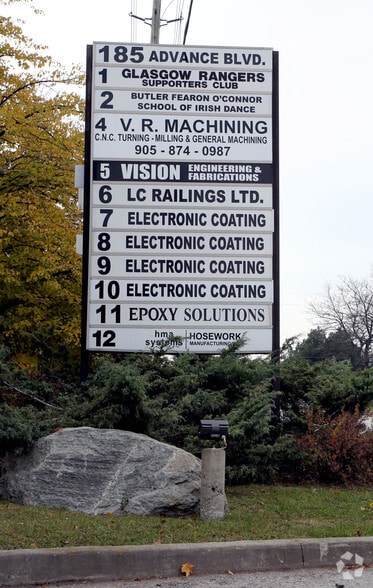 185 ADVANCE BLVD.
1 GLASGOW RANGERS
SUPPORTERS CLUB
2 BUTLER FEARON O'CONNOR
SCHOOL OF IRISH DANCE
4 V. R. MACHINING
C.N.C. TURNING - MILLING & GENERAL MACHINING
905 - 874 - 0987
5 VISION ENGINEERING &
FABRICATIONS
6 LC RAILINGS LTD.
7 ELECTRONIC COATING
8 ELECTRONIC COATING
9 ELECTRONIC COATING
10 ELECTRONIC COATING
11 EPOXY SOLUTIONS
12 hma systems HOSEWORK
MANUFACTURING